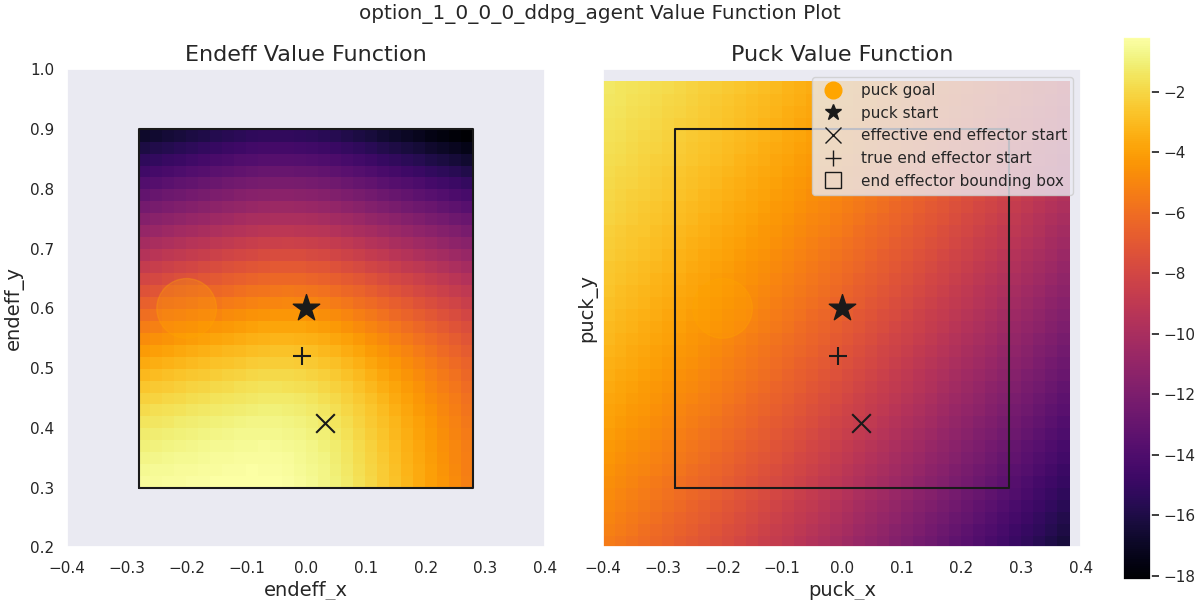 option_1_0_0_0_ddpg_agent Value Function Plot
Endeff Value Function
1.0
0.9
0.8
0.7
0.6
0.5
0.4
0.3
0.2
endeff_y
−0.4 −0.3 −0.2 −0.1 0.0 0.1 0.2 0.3 0.4
endeff_x
Puck Value Function
puck goal
puck start
effective end effector start
true end effector start
end effector bounding box
puck_y
−0.4 −0.3 −0.2 −0.1 0.0 0.1 0.2 0.3 0.4
puck_x
−2
−4
−6
−8
−10
−12
−14
−16
−18